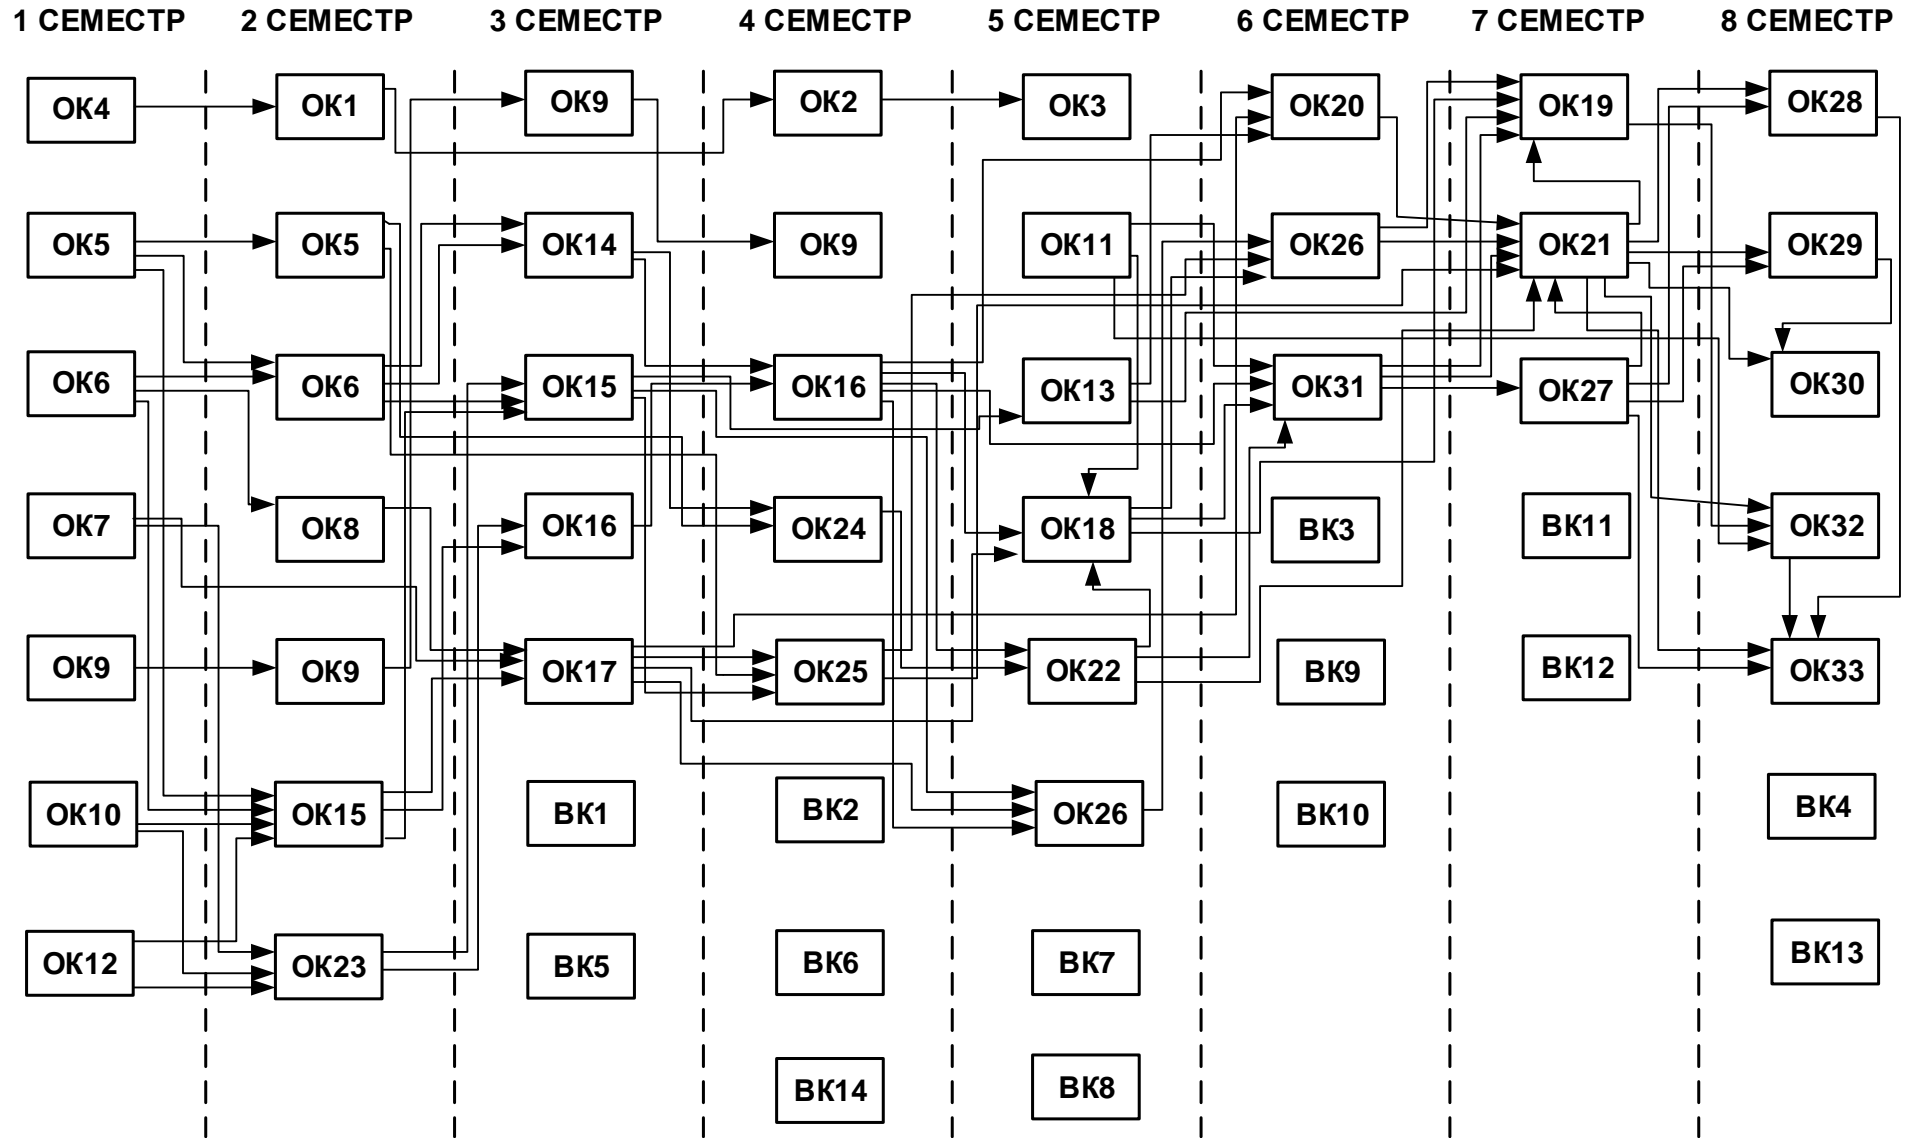 1 СЕМЕСТР 2 СЕМЕСТР 3 СЕМЕСТР 4 СЕМЕСТР 5 СЕМЕСТР 6 СЕМЕСТР 7 СЕМЕСТР 8 СЕМЕСТР
ОК4 ОК1 ОК9 ОК2 ОК3 ОК20 ОК19 ОК28
ОК5 ОК5 ОК14 ОК9 ОК11 ОК26 ОК21 ОК29
ОК6 ОК6 ОК15 ОК16 ОК13 ОК31 ОК27 ОК30
ОК7 ОК8 ОК16 ОК24 ОК18 ВК3 ВК11 ОК32
ОК9 ОК9 ОК17 ОК25 ОК22 ВК9 ВК12 ОК33
ОК10 ОК15 ВК1 ВК2 ОК26 ВК10 ВК4
ОК12 ОК23 ВК5 ВК6 ВК7 ВК13
ВК14 ВК8